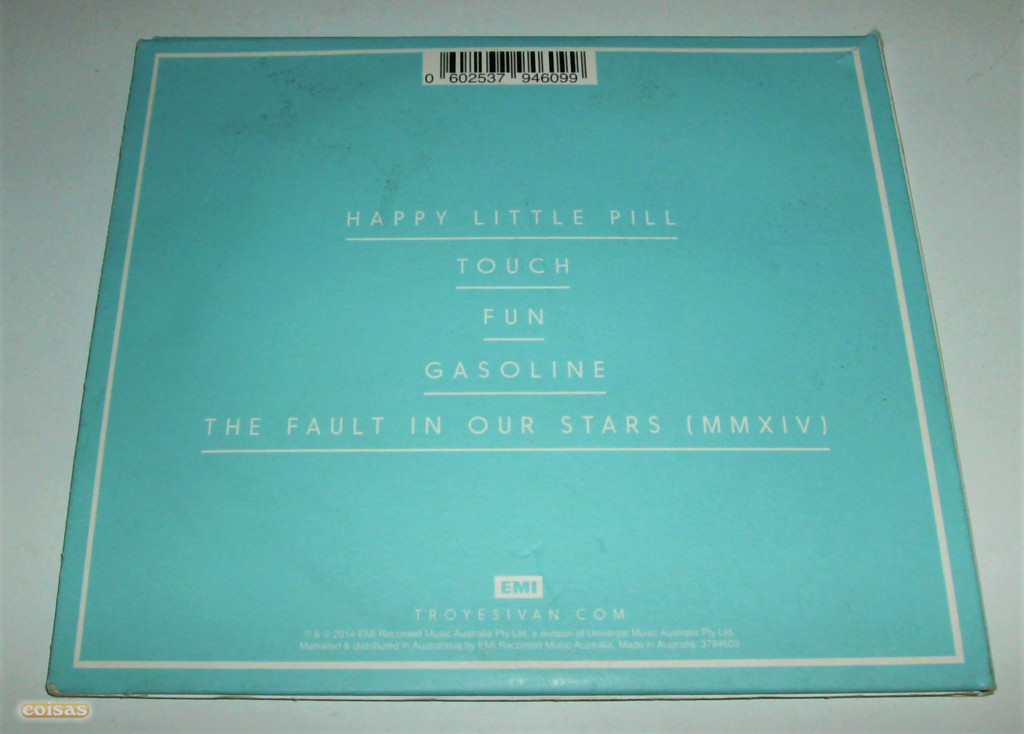 0 602537 946099
HAPPY LITTLE PILL
TOUCH
FUN
GASOLINE
THE FAULT IN OUR STARS (MMXIV)
EMI
TROYESIVAN.COM
℗ & © 2014 EMI Recorded Music Australia Pty Ltd, a division of Universal Music Australia Pty Ltd.
Marketed & distributed in Australasia by EMI Recorded Music Australia. Made in Australia. 3794609
coisas